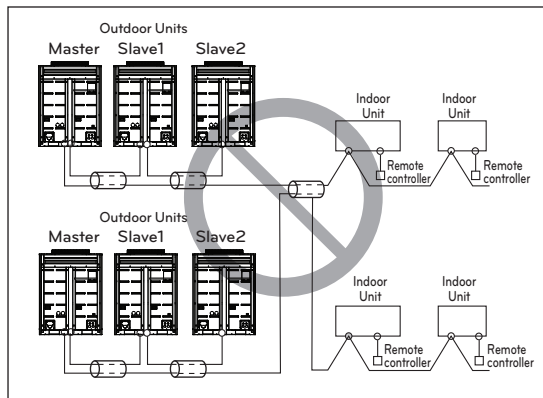 Outdoor Units
Master Slave1 Slave2
Indoor
Unit
Indoor
Unit
Remote
controller
Remote
controller
Outdoor Units
Master Slave1 Slave2
Indoor
Unit
Indoor
Unit
Remote
controller
Remote
controller